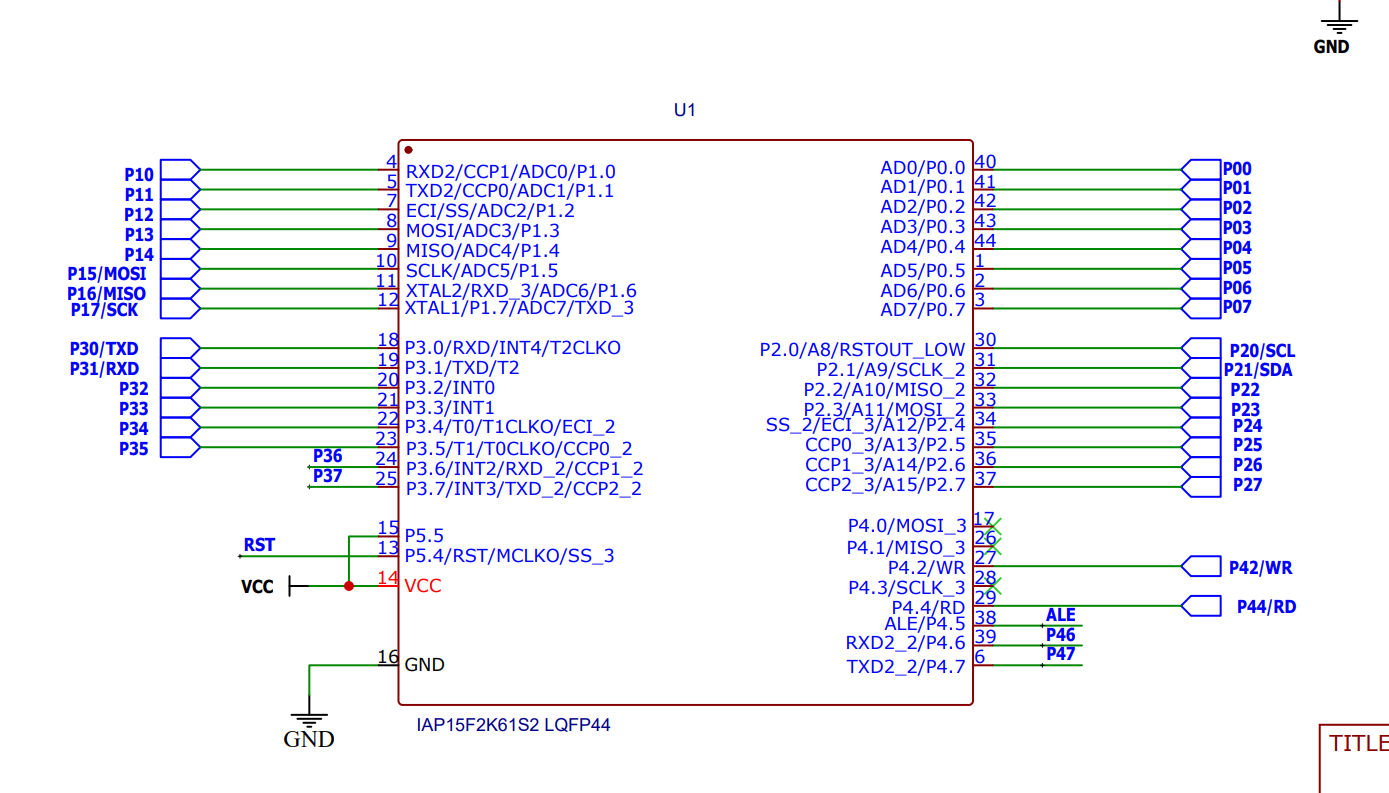 GND
U1
P10 4 RXD2/CCP1/ADC0/P1.0 AD0/P0.0 40 P00
P11 5 TXD2/CCP0/ADC1/P1.1 AD1/P0.1 41 P01
P12 7 ECI/SS/ADC2/P1.2 AD2/P0.2 42 P02
P13 8 MOSI/ADC3/P1.3 AD3/P0.3 43 P03
P14 9 MISO/ADC4/P1.4 AD4/P0.4 44 P04
P15/MOSI 10 SCLK/ADC5/P1.5 AD5/P0.5 1 P05
P16/MISO 11 XTAL2/RXD_3/ADC6/P1.6 AD6/P0.6 2 P06
P17/SCK 12 XTAL1/P1.7/ADC7/TXD_3 AD7/P0.7 3 P07
P30/TXD 18 P3.0/RXD/INT4/T2CLKO P2.0/A8/RSTOUT_LOW 30 P20/SCL
P31/RXD 19 P3.1/TXD/T2 P2.1/A9/SCLK_2 31 P21/SDA
P32 20 P3.2/INT0 P2.2/A10/MISO_2 32 P22
P33 21 P3.3/INT1 P2.3/A11/MOSI_2 33 P23
P34 22 P3.4/T0/T1CLKO/ECI_2 SS_2/ECI_3/A12/P2.4 34 P24
P35 23 P3.5/T1/T0CLKO/CCP0_2 CCP0_3/A13/P2.5 35 P25
P36 24 P3.6/INT2/RXD_2/CCP1_2 CCP1_3/A14/P2.6 36 P26
P37 25 P3.7/INT3/TXD_2/CCP2_2 CCP2_3/A15/P2.7 37 P27
15 P5.5 P4.0/MOSI_3 17
RST 13 P5.4/RST/MCLKO/SS_3 P4.1/MISO_3 26
P4.2/WR 27 P42/WR
VCC 14 VCC P4.3/SCLK_3 28
P4.4/RD 29 P44/RD
ALE/P4.5 38 ALE
RXD2_2/P4.6 39 P46
16 GND TXD2_2/P4.7 6 P47
GND
IAP15F2K61S2 LQFP44
TITLE